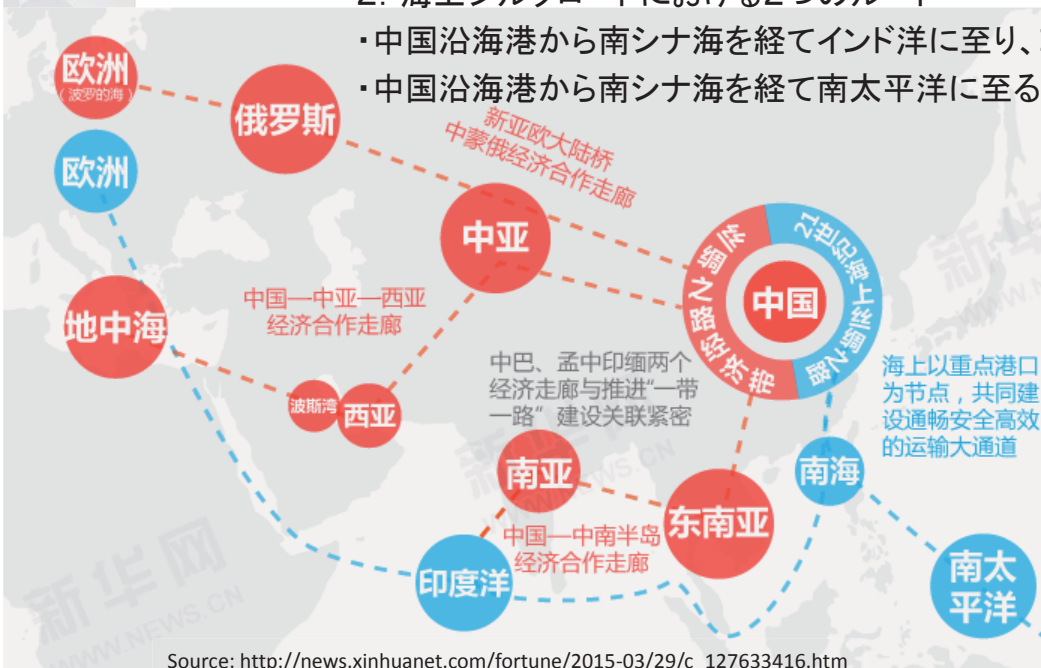 ・中国沿海港から南シナ海を経てインド洋に至り、
・中国沿海港から南シナ海を経て南太平洋に至る
欧洲
(波罗的海)
俄罗斯
新亚欧大陆桥
中蒙俄经济合作走廊
欧洲
中亚
丝绸之路经济带
21世纪海上丝绸之路
中国
中国—中亚—西亚
经济合作走廊
地中海
中巴、孟中印缅两个
经济走廊与推进“一带
一路”建设关联紧密
海上以重点港口
为节点，共同建
设通畅安全高效
的运输大通道
波斯湾
西亚
南亚
南海
东南亚
中国—中南半岛
经济合作走廊
印度洋
南太
平洋
新华网
WWW.NEWS.CN
Source: http://news.xinhuanet.com/fortune/2015-03/29/c_127633416.htm